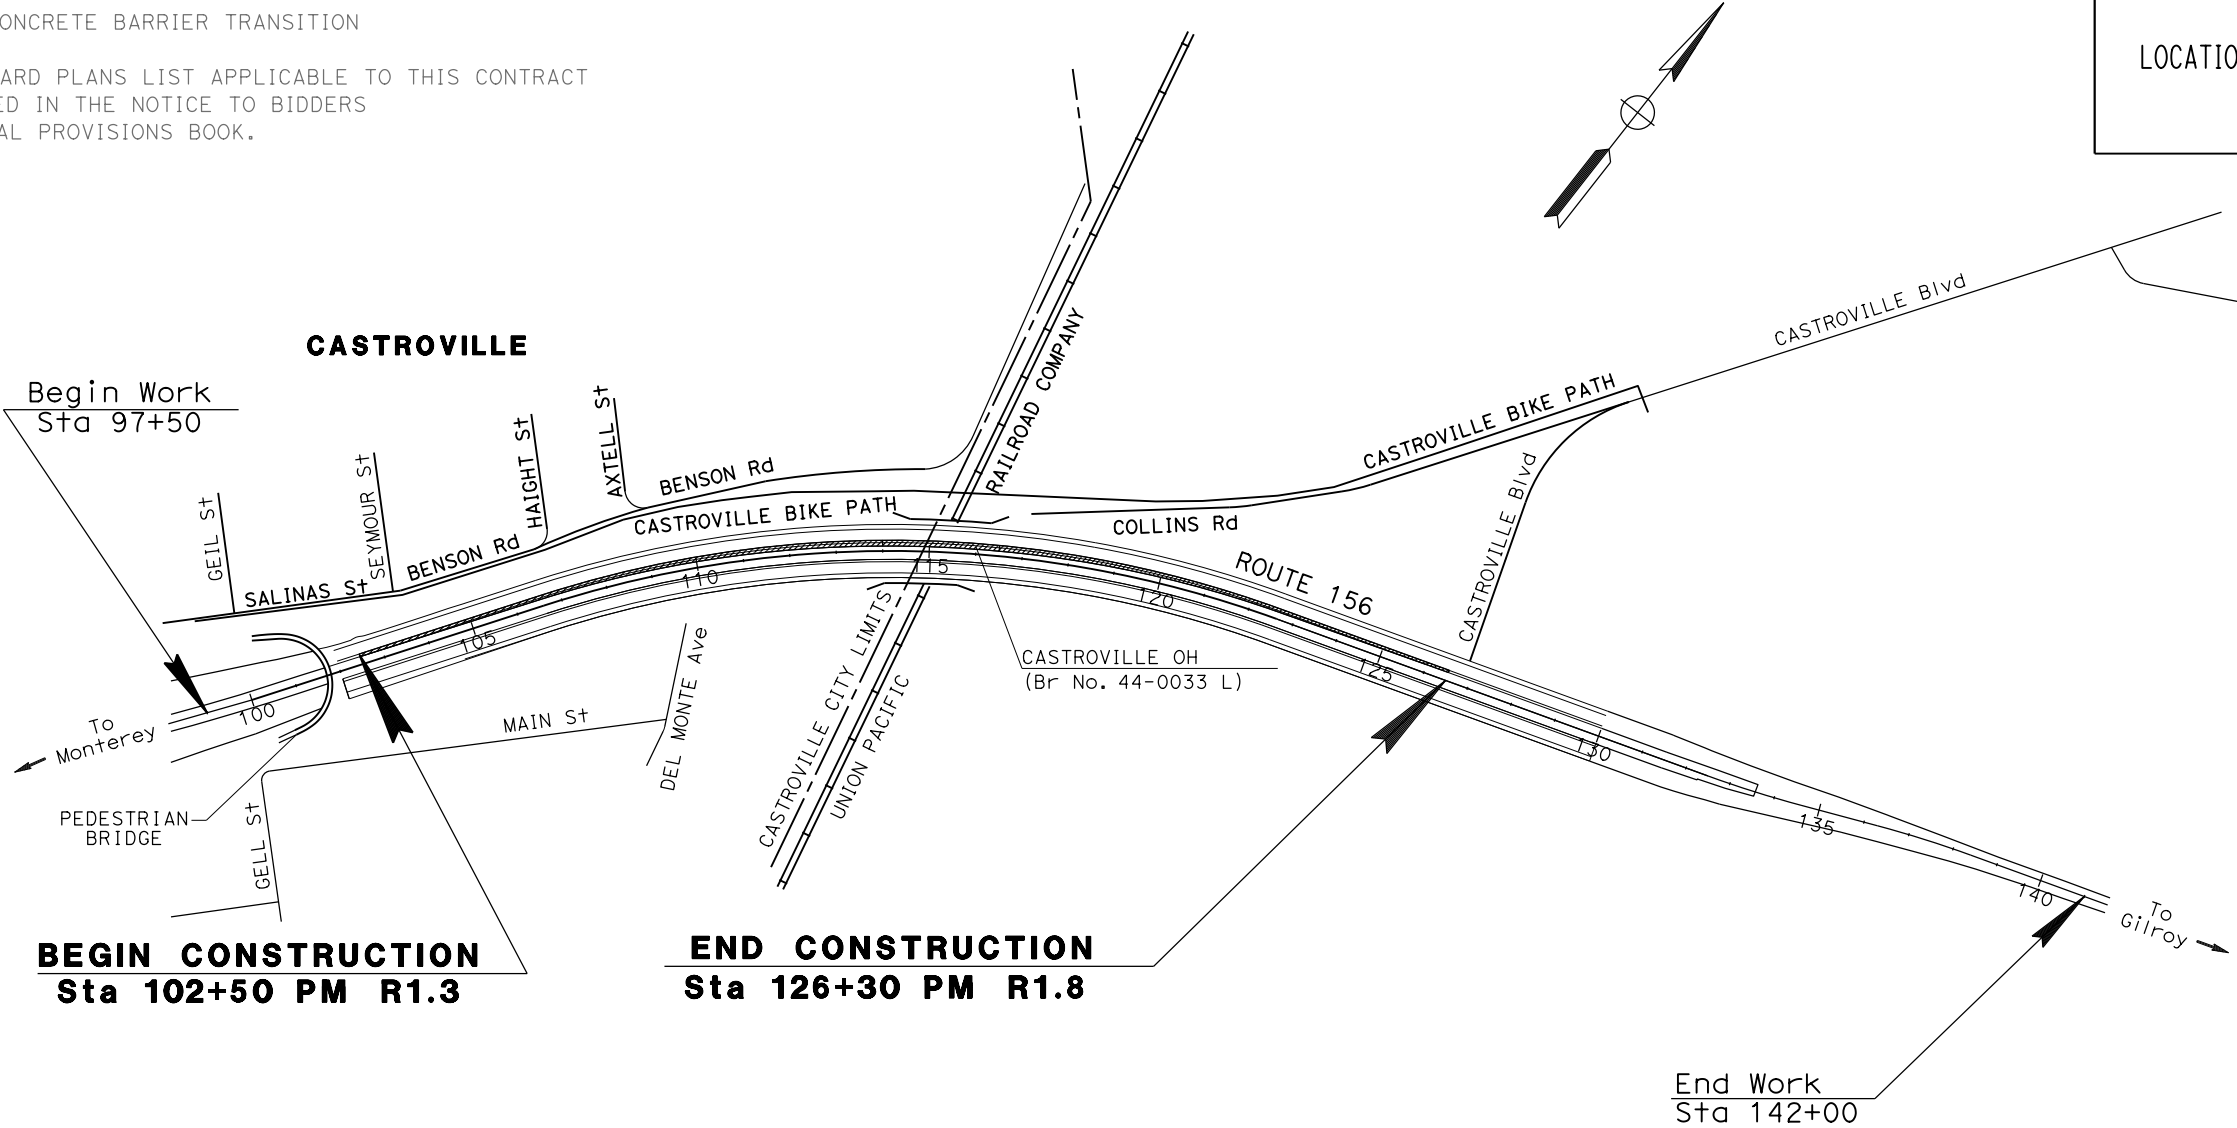 ONCRETE BARRIER TRANSITION
ARD PLANS LIST APPLICABLE TO THIS CONTRACT
ED IN THE NOTICE TO BIDDERS
AL PROVISIONS BOOK.
LOCATIO
CASTROVILLE
Begin Work
Sta 97+50
GEIL St
SEYMOUR St
HAIGHT St
AXTELL St
SALINAS St
BENSON Rd
BENSON Rd
CASTROVILLE BIKE PATH
RAILROAD COMPANY
COLLINS Rd
CASTROVILLE BIKE PATH
CASTROVILLE Blvd
CASTROVILLE Blvd
ROUTE 156
100
105
110
115
120
125
130
135
140
To
Monterey
PEDESTRIAN
BRIDGE
GELL St
MAIN St
DEL MONTE Ave
CASTROVILLE CITY LIMITS
UNION PACIFIC
CASTROVILLE OH
(Br No. 44-0033 L)
To
Gilroy
BEGIN CONSTRUCTION
Sta 102+50 PM R1.3
END CONSTRUCTION
Sta 126+30 PM R1.8
End Work
Sta 142+00